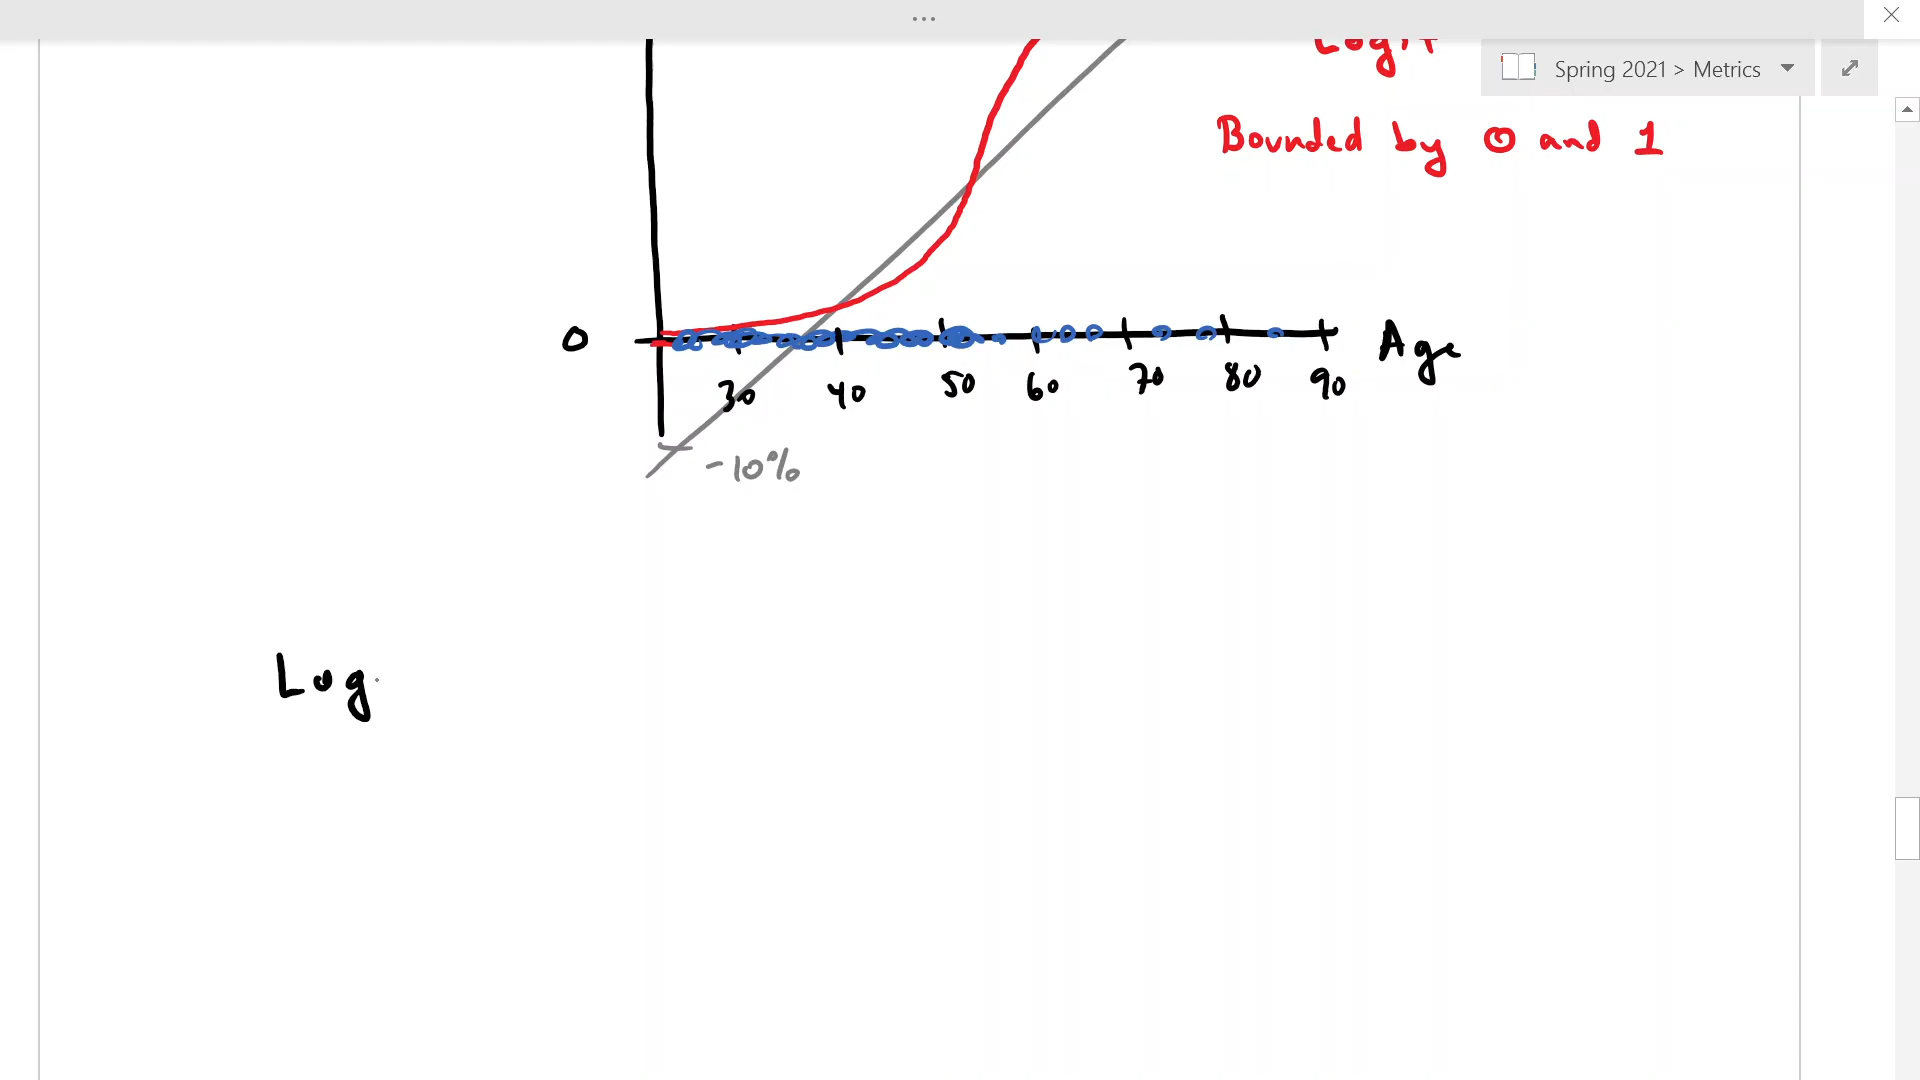 ...
Logit
Spring 2021 > Metrics
Bounded by 0 and 1
0
Age
30 40 50 60 70 80 90
-10%
Log